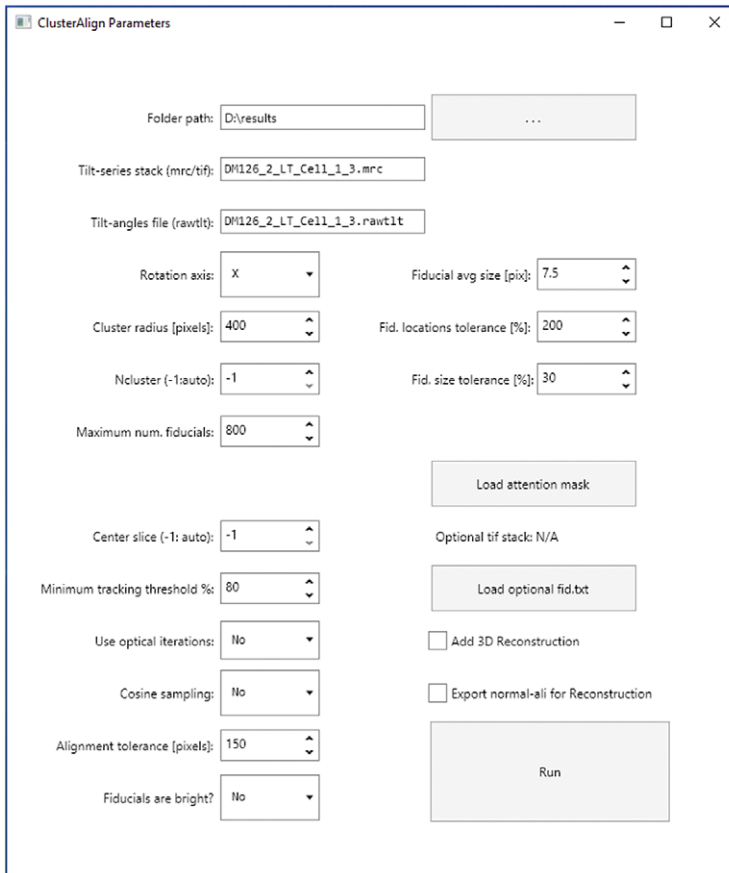 ClusterAlign Parameters
Folder path: D:\results ...
Tilt-series stack (mrc/tif): DM126_2_LT_Cell_1_3.mrc
Tilt-angles file (rawtlt): DM126_2_LT_Cell_1_3.rawtlt
Rotation axis: X Fiducial avg size [pix]: 7.5
Cluster radius [pixels]: 400 Fid. locations tolerance [%]: 200
Ncluster (-1:auto): -1 Fid. size tolerance [%]: 30
Maximum num. fiducials: 800
Load attention mask
Center slice (-1: auto): -1 Optional tif stack: N/A
Minimum tracking threshold %: 80 Load optional fid.txt
Use optical iterations: No Add 3D Reconstruction
Cosine sampling: No Export normal-ali for Reconstruction
Alignment tolerance [pixels]: 150 Run
Fiducials are bright? No